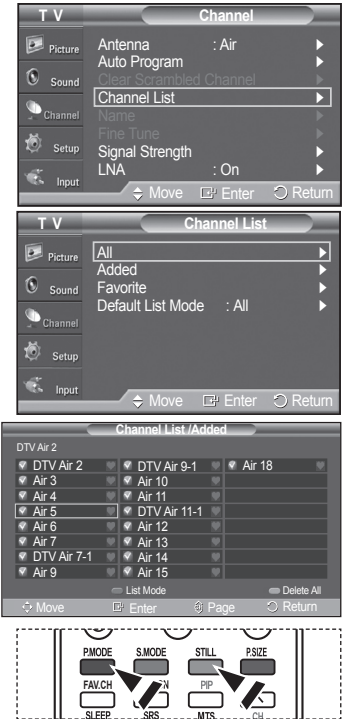 T V Channel
Picture
Sound
Channel
Setup
Input
Antenna : Air
Auto Program
Clear Scrambled Channel
Channel List
Name
Fine Tune
Signal Strength
LNA : On
Move Enter Return
T V Channel List
Picture
Sound
Channel
Setup
Input
All
Added
Favorite
Default List Mode : All
Move Enter Return
Channel List /Added
DTV Air 2
DTV Air 2 DTV Air 9-1 Air 18
Air 3 Air 10
Air 4 Air 11
Air 5 DTV Air 11-1
Air 6 Air 12
Air 7 Air 13
DTV Air 7-1 Air 14
Air 9 Air 15
List Mode Delete All
Move Enter Page Return
P.MODE S.MODE STILL P.SIZE
FAV.CH PIP
SLEEP SRS MTS CH